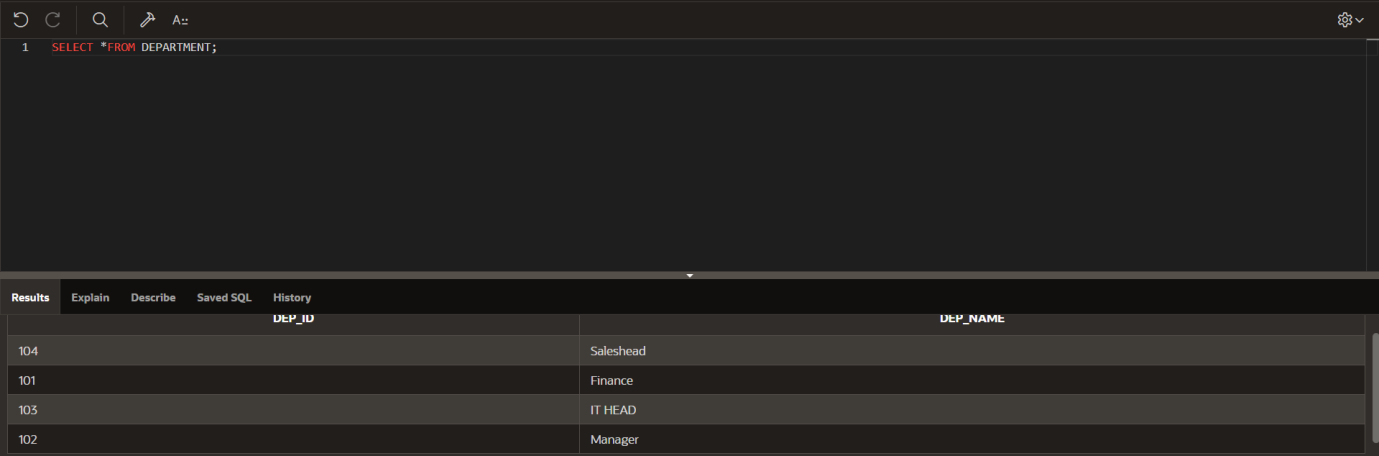 A::
1 SELECT *FROM DEPARTMENT;
Results Explain Describe Saved SQL History
DEP_ID DEP_NAME
104 Saleshead
101 Finance
103 IT HEAD
102 Manager